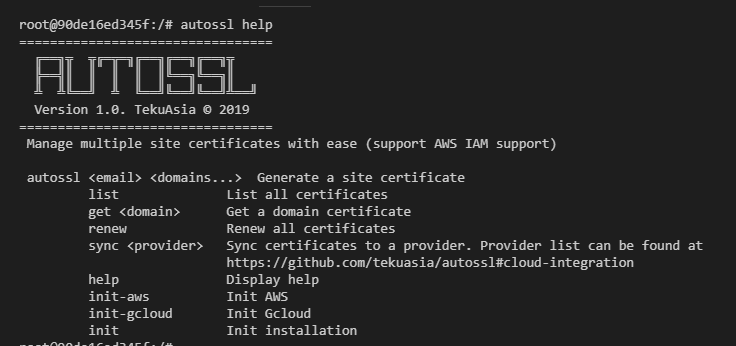 root@90de16ed345f:/# autossl help
=================================
AUTOSSL
Version 1.0. TekuAsia © 2019
=================================
Manage multiple site certificates with ease (support AWS IAM support)
autossl <email> <domains...>  Generate a site certificate
list              List all certificates
get <domain>      Get a domain certificate
renew             Renew all certificates
sync <provider>   Sync certificates to a provider. Provider list can be found at
https://github.com/tekuasia/autossl#cloud-integration
help              Display help
init-aws          Init AWS
init-gcloud       Init Gcloud
init              Init installation
root@90de16ed345f:/#